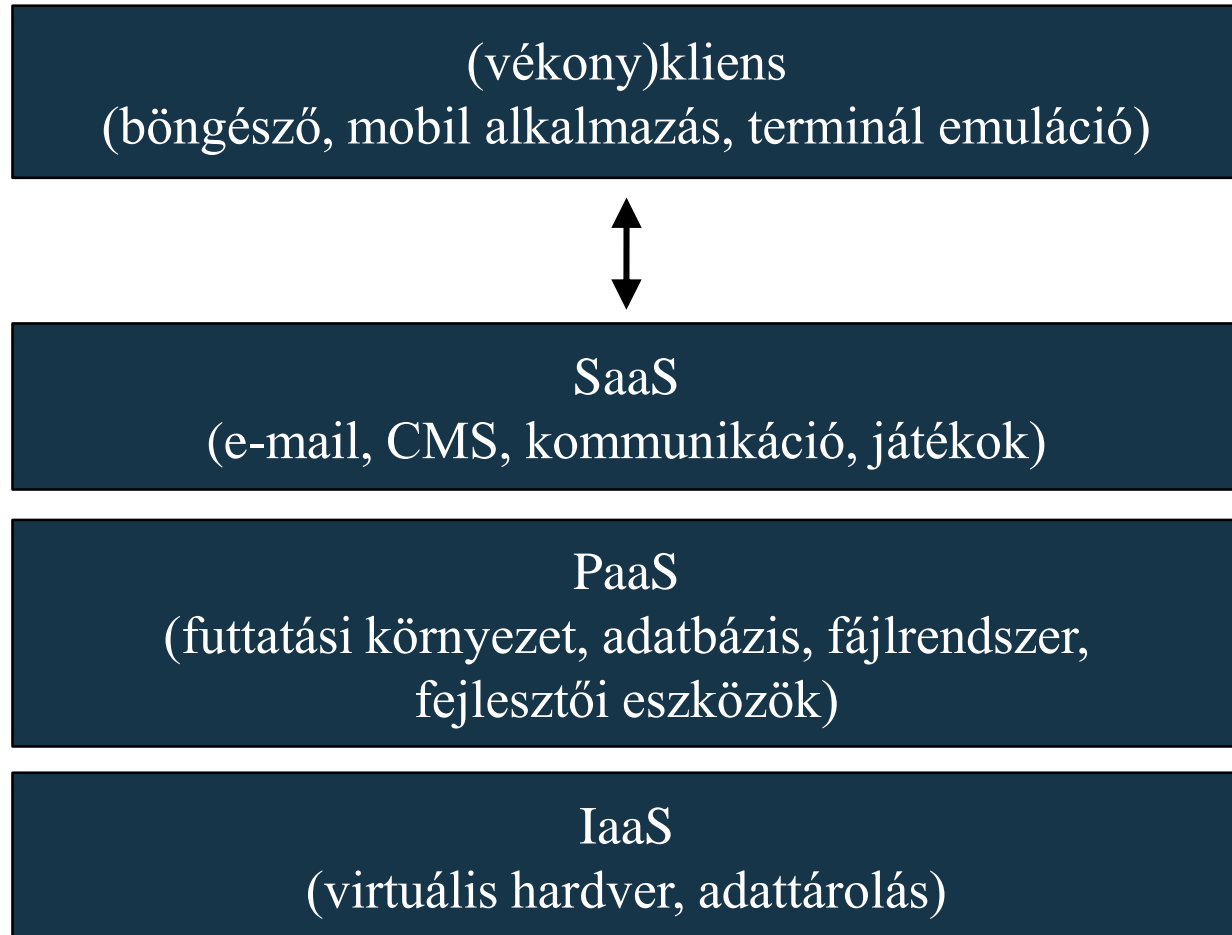 (vékony)kliens
(böngésző, mobil alkalmazás, terminál emuláció)
SaaS
(e-mail, CMS, kommunikáció, játékok)
PaaS
(futtatási környezet, adatbázis, fájlrendszer,
fejlesztői eszközök)
IaaS
(virtuális hardver, adattárolás)